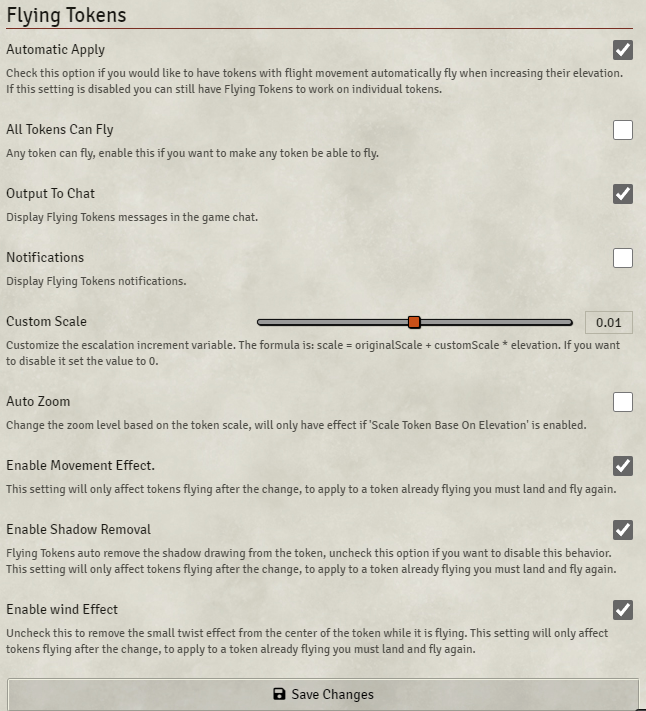 Flying Tokens
Automatic Apply
Check this option if you would like to have tokens with flight movement automatically fly when increasing their elevation.
If this setting is disabled you can still have Flying Tokens to work on individual tokens.
All Tokens Can Fly
Any token can fly, enable this if you want to make any token be able to fly.
Output To Chat
Display Flying Tokens messages in the game chat.
Notifications
Display Flying Tokens notifications.
Custom Scale
0.01
Customize the escalation increment variable. The formula is: scale = originalScale + customScale * elevation. If you want
to disable it set the value to 0.
Auto Zoom
Change the zoom level based on the token scale, will only have effect if 'Scale Token Base On Elevation' is enabled.
Enable Movement Effect.
This setting will only affect tokens flying after the change, to apply to a token already flying you must land and fly again.
Enable Shadow Removal
Flying Tokens auto remove the shadow drawing from the token, uncheck this option if you want to disable this behavior.
This setting will only affect tokens flying after the change, to apply to a token already flying you must land and fly again.
Enable wind Effect
Uncheck this to remove the small twist effect from the center of the token while it is flying. This setting will only affect
tokens flying after the change, to apply to a token already flying you must land and fly again.
Save Changes